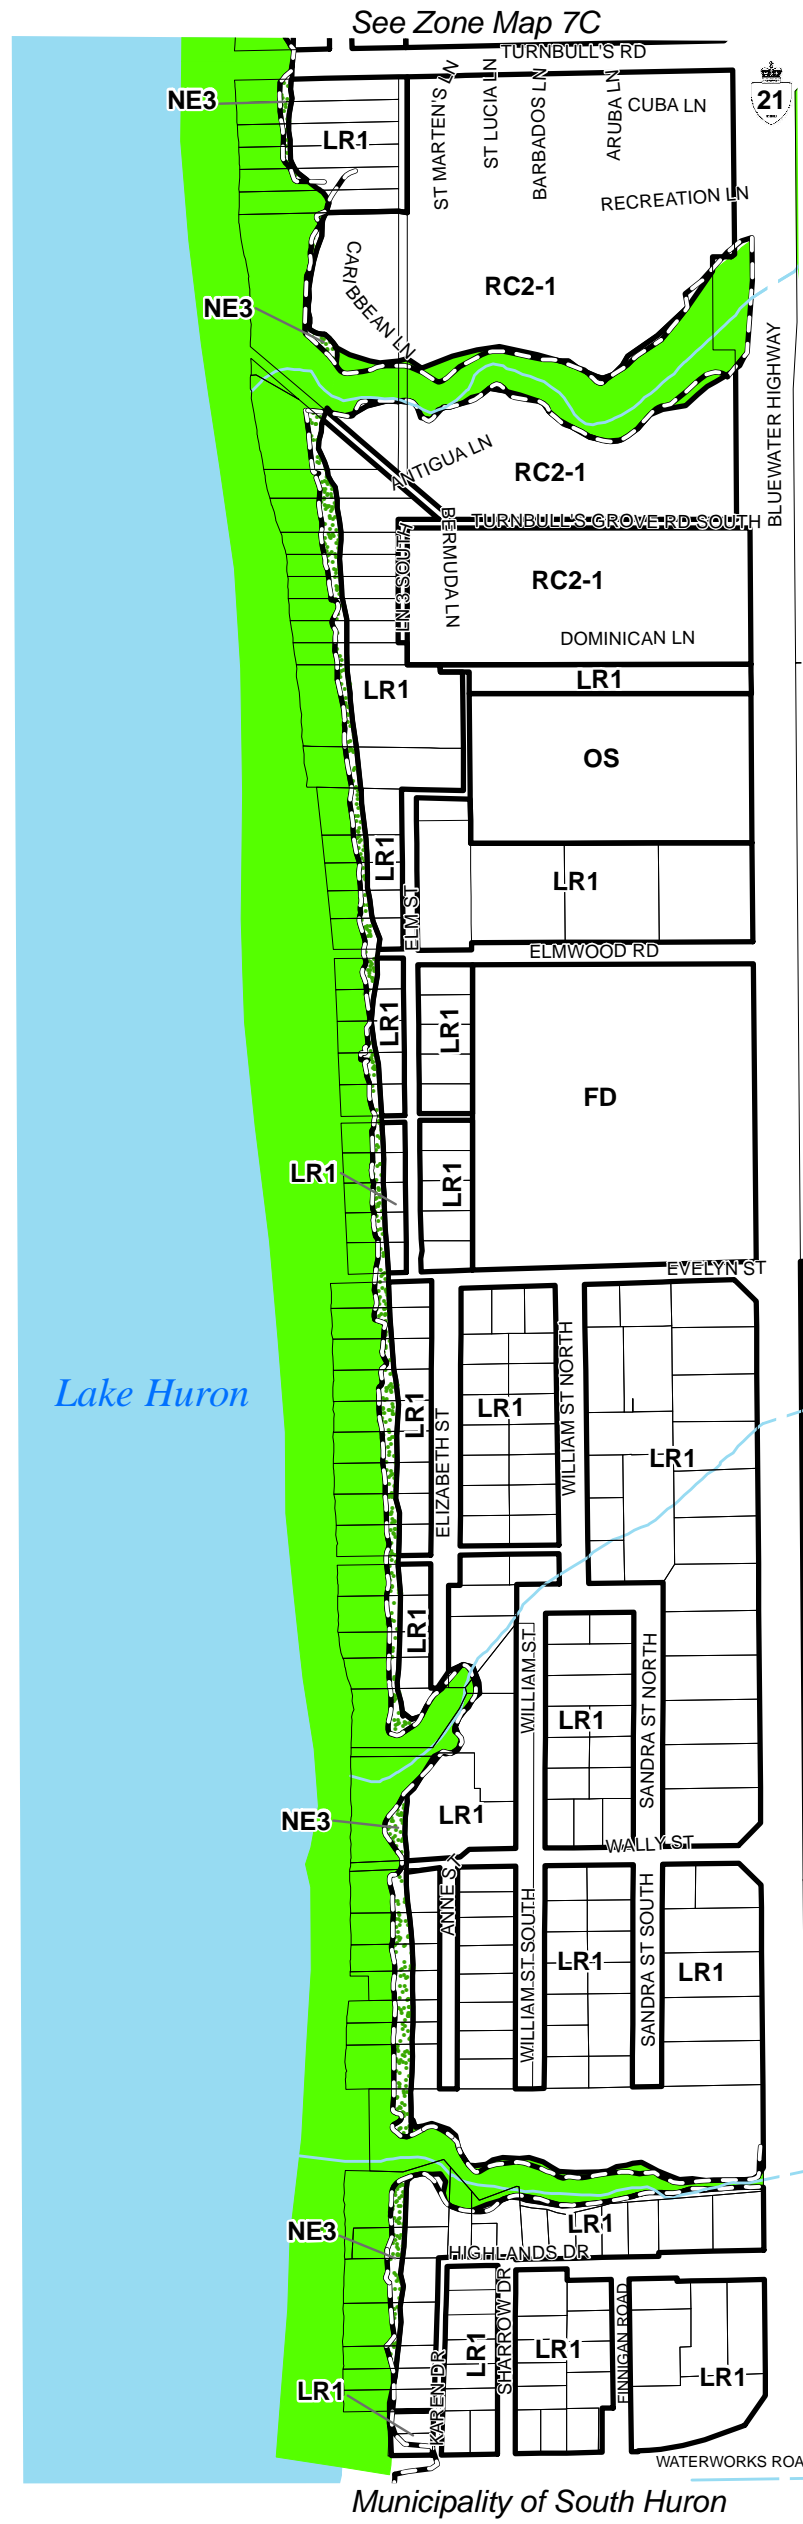 See Zone Map 7C
TURNBULL'S RD
NE3
LR1
ST MARTEN'S LN
ST LUCIA LN
BARBADOS LN
ARUBA LN
CUBA LN
21
RECREATION LN
CARIBBEAN LN
RC2-1
NE3
BLUEWATER HIGHWAY
ANTIGUA LN
RC2-1
TURNBULL'S GROVE RD SOUTH
LN 3 SOUTH
BERMUDA LN
RC2-1
DOMINICAN LN
LR1
LR1
OS
LR1
LR1
ELM ST
ELMWOOD RD
LR1
LR1
FD
LR1
LR1
EVELYN ST
Lake Huron
LR1
ELIZABETH ST
LR1
WILLIAM ST NORTH
LR1
LR1
WILLIAM ST
LR1
SANDRA ST NORTH
NE3
LR1
WALLY ST
ANNE ST
WILLIAM ST SOUTH
LR1
SANDRA ST SOUTH
LR1
NE3
LR1
HIGHLANDS DR
LR1
SHARROW DR
LR1
FINNIGAN ROAD
LR1
LR1
KAREN DR
WATERWORKS ROA
Municipality of South Huron